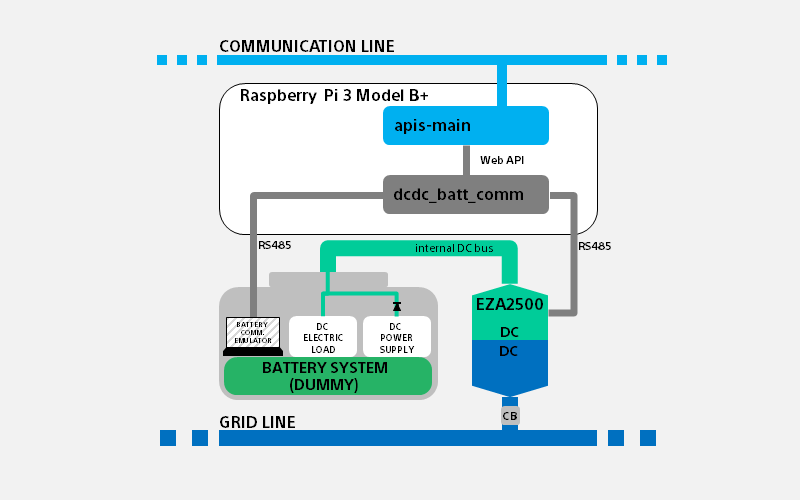 COMMUNICATION LINE
Raspberry Pi 3 Model B+
apis-main
Web API
dcdc_batt_comm
RS485
RS485
internal DC bus
EZA2500
DC
DC
BATTERY
COMM.
EMULATOR
DC
ELECTRIC
LOAD
DC
POWER
SUPPLY
BATTERY SYSTEM
(DUMMY)
CB
GRID LINE